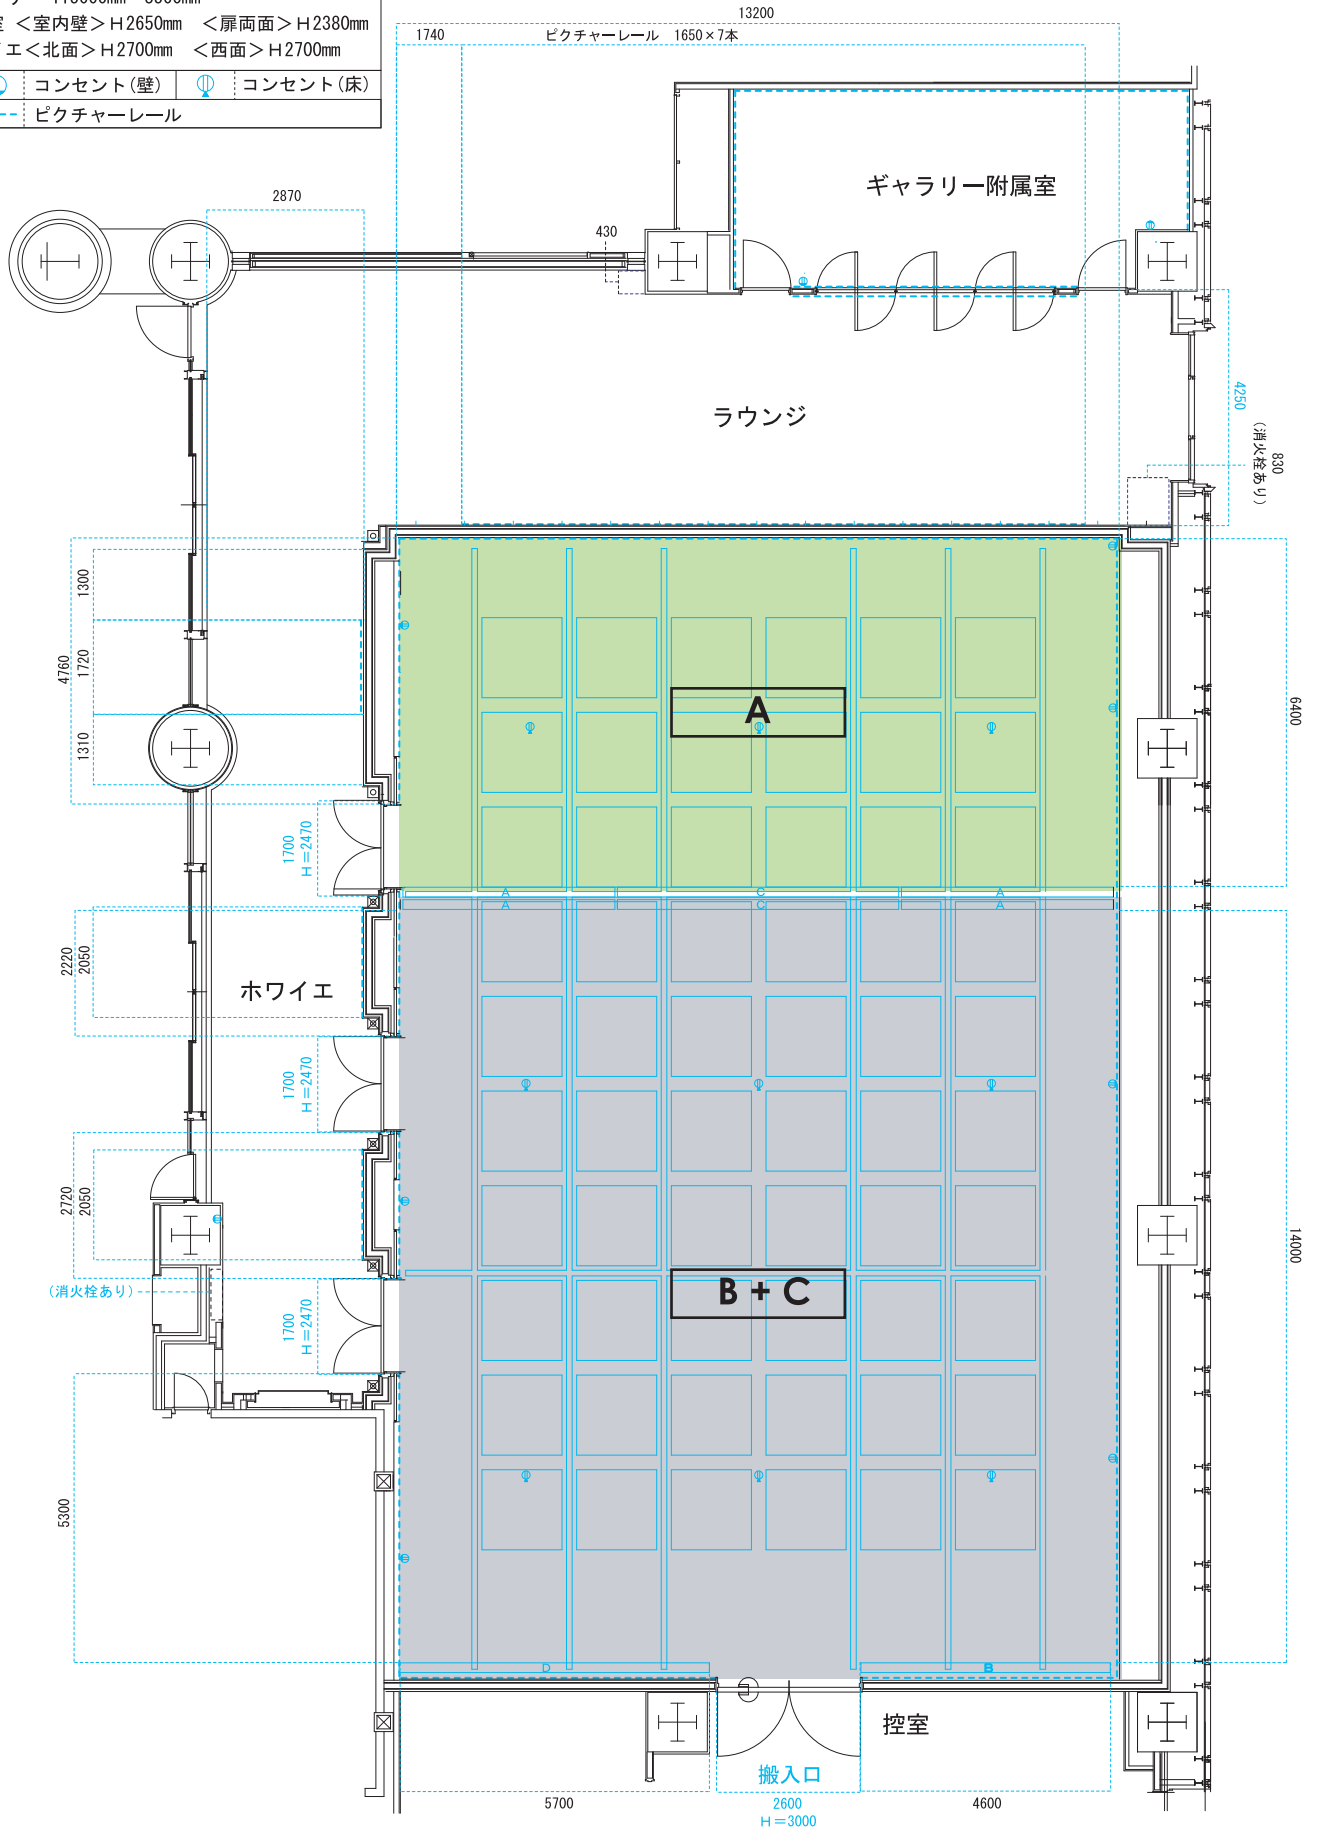 ＜室内壁＞H2650mm ＜扉両面＞H2380mm
エ＜北面＞H2700mm ＜西面＞H2700mm
コンセント(壁) コンセント(床)
ピクチャーレール
13200
1740 ピクチャーレール 1650×7本
ギャラリー附属室
2870
430
ラウンジ
4250
830
(消火栓あり)
1300
4760
1720
1310
6400
A
1700
H=2470
A C A
A C A
2220
2050
ホワイエ
1700
H=2470
2720
2050
14000
(消火栓あり)
B + C
1700
H=2470
5300
D B
控室
搬入口
5700 2600 4600
H=3000